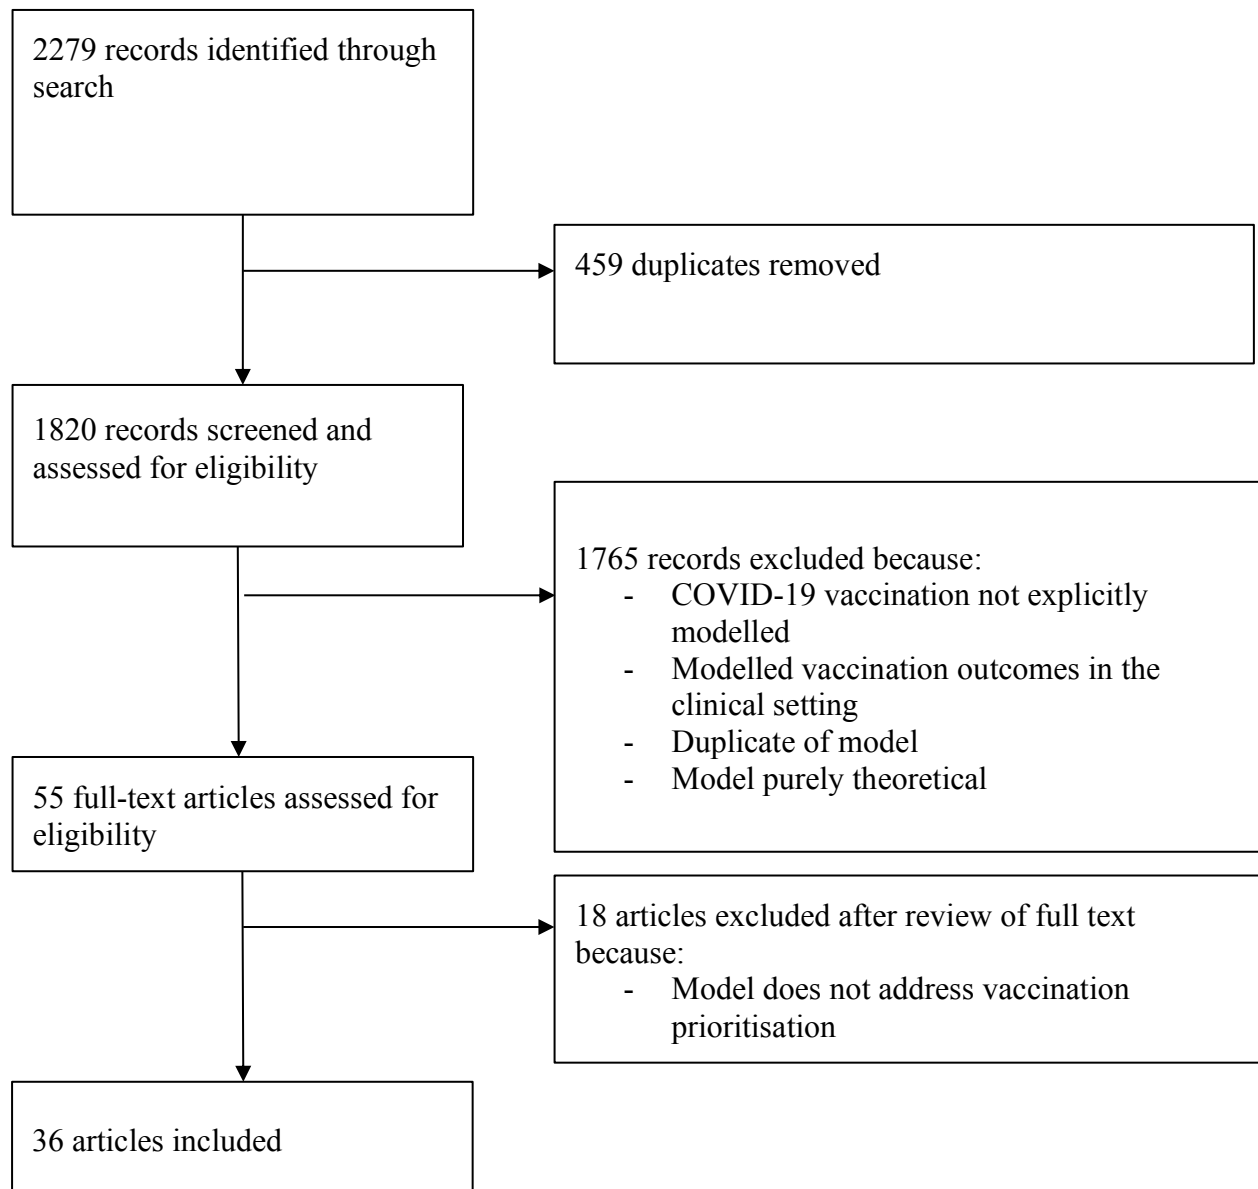 2279 records identified through
search
459 duplicates removed
1820 records screened and
assessed for eligibility
1765 records excluded because:
- COVID-19 vaccination not explicitly
modelled
- Modelled vaccination outcomes in the
clinical setting
- Duplicate of model
- Model purely theoretical
55 full-text articles assessed for
eligibility
18 articles excluded after review of full text
because:
- Model does not address vaccination
prioritisation
36 articles included